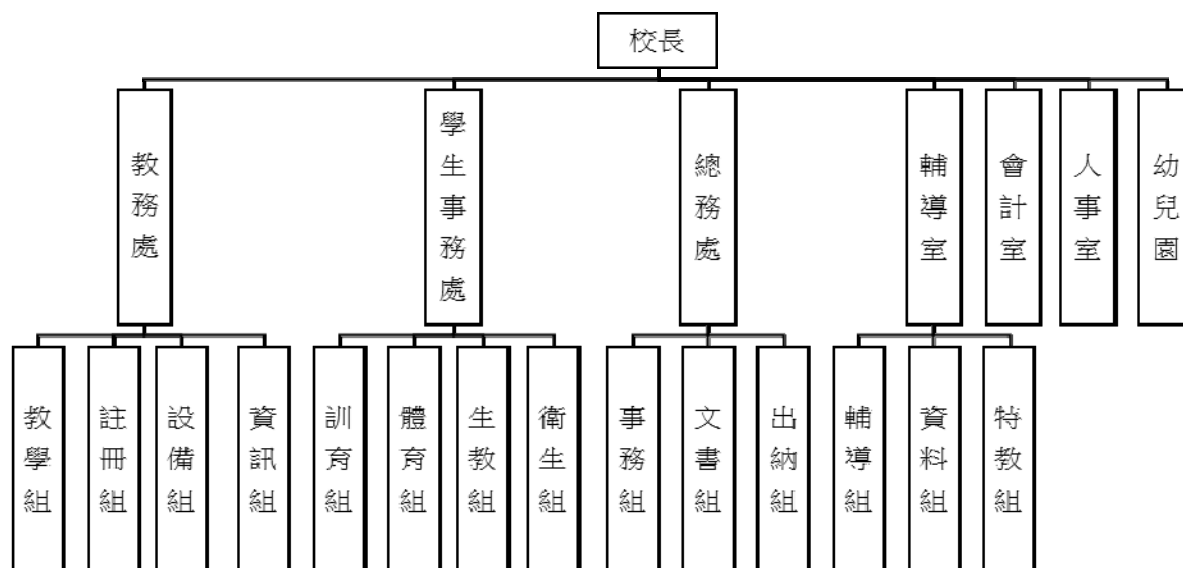 校長
教務處
學生事務處
總務處
輔導室
會計室
人事室
幼兒園
教學組
註冊組
設備組
資訊組
訓育組
體育組
生教組
衛生組
事務組
文書組
出納組
輔導組
資料組
特教組